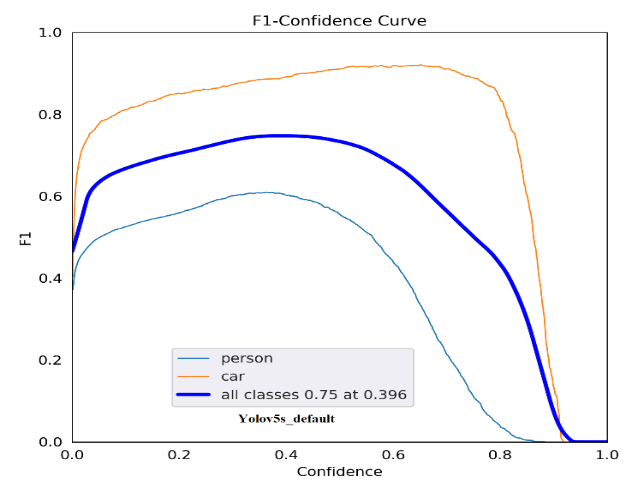 F1-Confidence Curve
1.0
0.8
0.6
0.4
0.2
0.0
F1
person
car
all classes 0.75 at 0.396
Yolov5s_default
0.0 0.2 0.4 0.6 0.8 1.0
Confidence